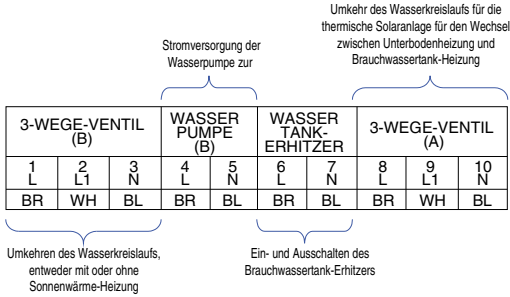 Umkehr des Wasserkreislaufs für die
thermische Solaranlage für den Wechsel
zwischen Unterbodenheizung und
Brauchwassertank-Heizung
Stromversorgung der
Wasserpumpe zur
3-WEGE-VENTIL
(B)
WASSER
PUMPE
(B)
WASSER
TANK-
ERHITZER
3-WEGE-VENTIL
(A)
1 2 3 4 5 6 7 8 9 10
L L1 N L N L N L L1 N
BR WH BL BR BL BR BL BR WH BL
Umkehren des Wasserkreislaufs,
entweder mit oder ohne
Sonnenwärme-Heizung
Ein- und Ausschalten des
Brauchwassertank-Erhitzers